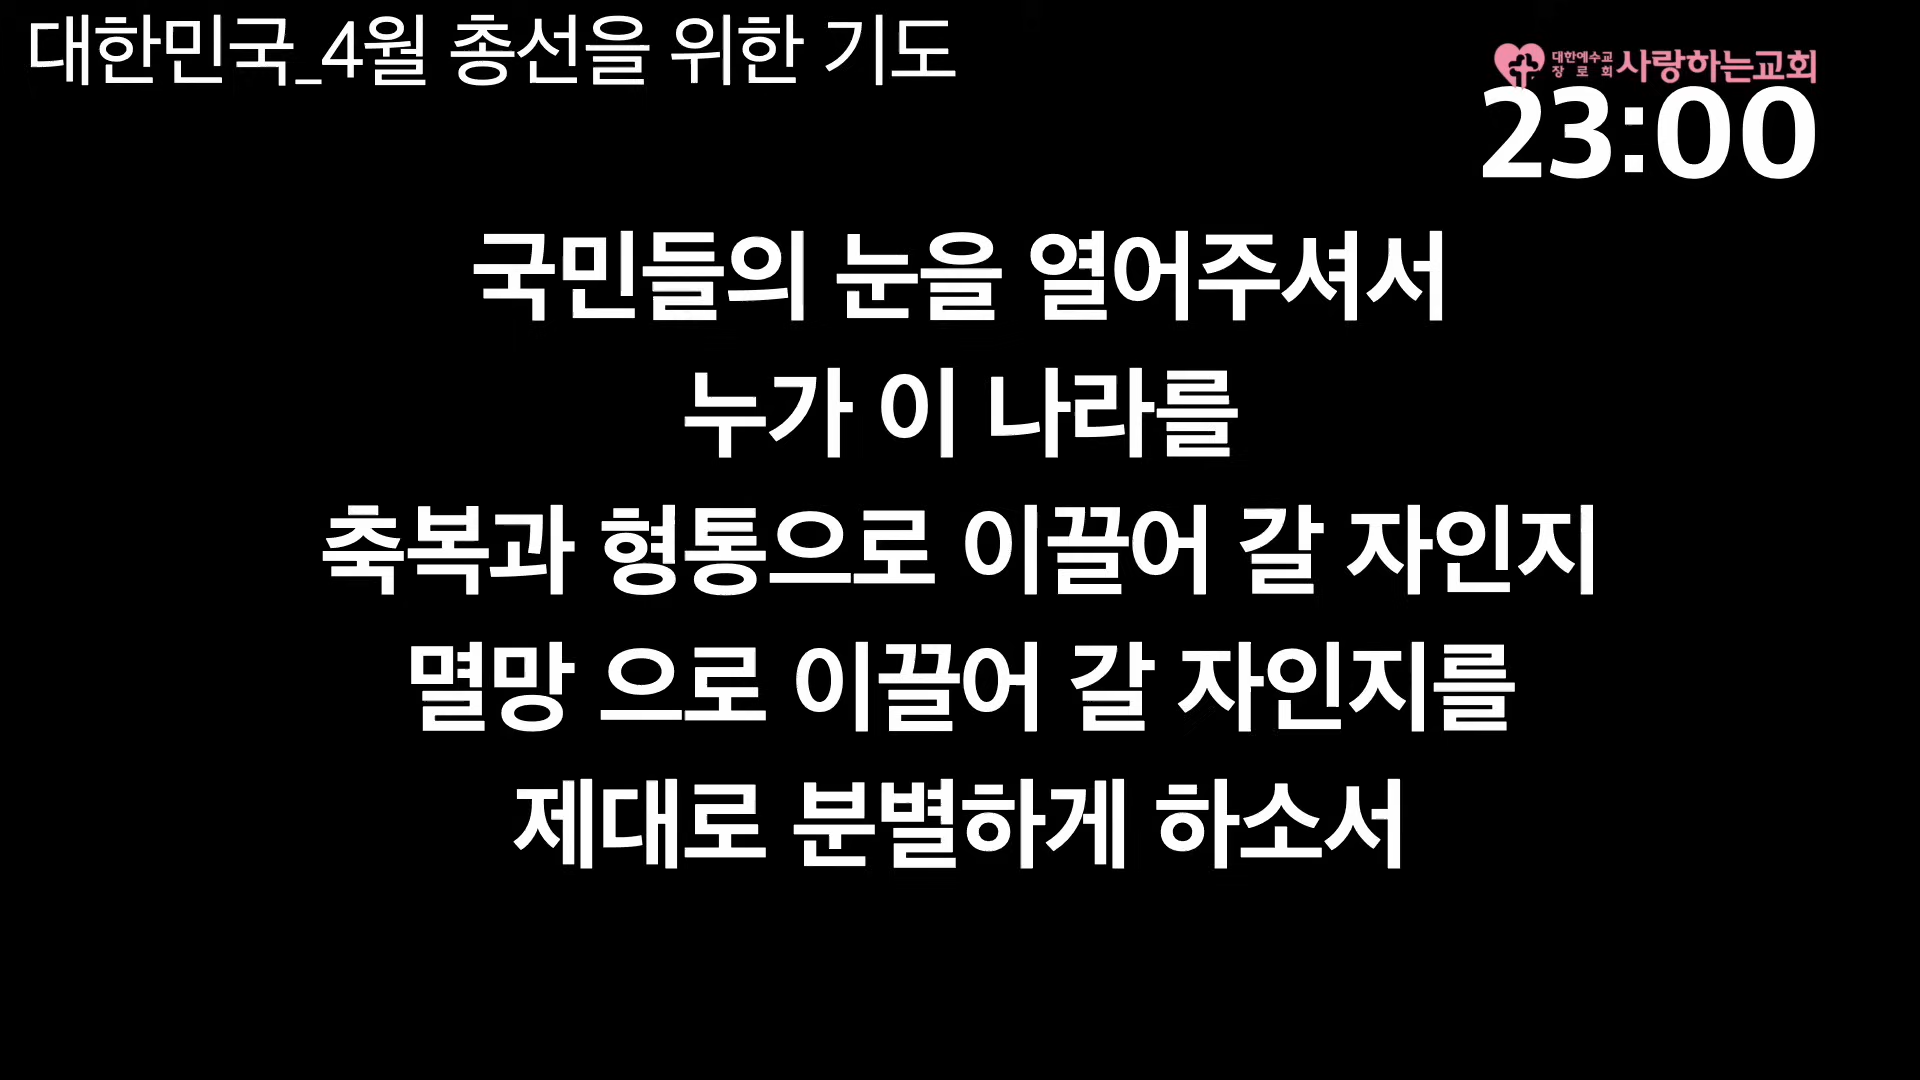 대한민국_4월 총선을 위한 기도
대한예수교
장로회
사랑하는교회
23:00
국민들의 눈을 열어주셔서
누가 이 나라를
축복과 형통으로 이끌어 갈 자인지
멸망 으로 이끌어 갈 자인지를
제대로 분별하게 하소서